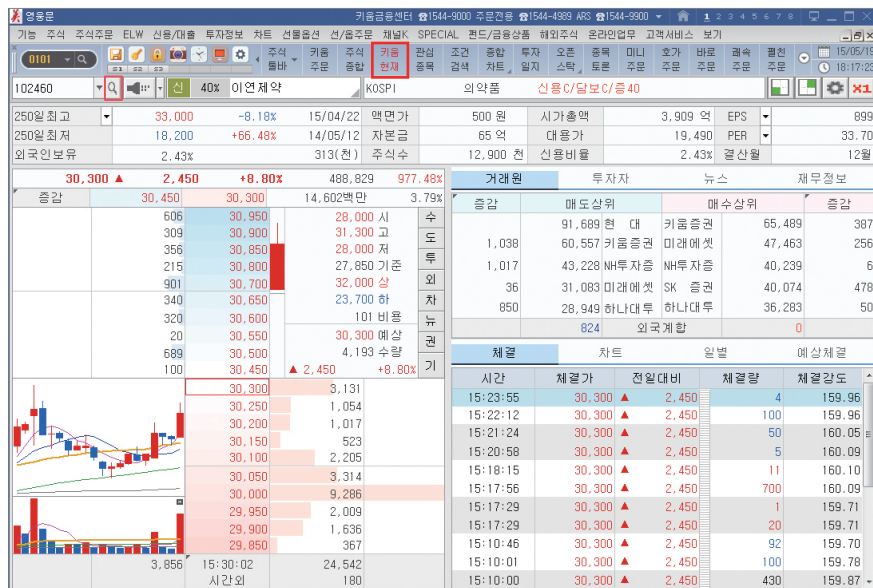 영웅문 키움금융센터 ☎1544-9000 주문전용 ☎1544-4989 ARS ☎1544-9900 1 2 3 4 5 6 7 8
기능 주식 주식주문 ELW 신용/대출 투자정보 차트 선물옵션 선/옵주문 채널K SPECIAL 펀드/금융상품 해외주식 온라인업무 고객서비스 보기
0101 S1 S2 S3 주식 툴바 키움 주문 주식 종합 키움 현재 관심 종목 조건 검색 종합 차트 투자 일지 오픈 스탁 종목 토론 미니 주문 호가 주문 바로 주문 쾌속 주문 펼친 주문 15/05/19
18:17:23
102460 신 40% 이연제약 KOSPI 의약품 신용C/담보C/증40 X1
250일최고 33,000 -8.18% 15/04/22 액면가 500 원 시가총액 3,909 억 EPS 899
250일최저 18,200 +66.48% 14/05/12 자본금 65 억 대용가 19,490 PER 33.70
외국인보유 2.43% 313(천) 주식수 12,900 천 신용비율 2.43% 결산월 12월
30,300 ▲ 2,450 +8.80% 488,829 977.48%
증감 30,450 30,300 14,602백만 3.79%
606 30,950 28,000 시 수
309 30,900 31,300 고 도
356 30,850 28,000 저 투
215 30,800 27,850 기준
901 30,700 32,000 상 외
340 30,650 23,700 하 차
320 30,600 101 비용 뉴
20 30,550 30,300 예상 권
689 30,500 4,193 수량
100 30,450 ▲ 2,450 +8.80% 기
30,300 3,131
30,250 1,054
30,200 1,017
30,150 523
30,100 2,205
30,050 3,314
30,000 9,286
29,950 2,009
29,900 1,636
29,850 367
3,856 15:30:02 24,542
시간외 180
거래원 투자자 뉴스 재무정보
증감 매도상위 매수상위 증감
91,689 현 대 키움증권 65,489 387
1,038 60,557 키움증권 미래에셋 47,463 256
1,017 43,228 NH투자증 NH투자증 40,239 6
36 31,083 미래에셋 SK 증권 40,074 478
850 28,949 하나대투 하나대투 36,283 50
824 외국계합 0
체결 차트 일별 예상체결
시간 체결가 전일대비 체결량 체결강도
15:23:55 30,300 ▲ 2,450 4 159.96
15:22:12 30,300 ▲ 2,450 100 159.96
15:21:24 30,300 ▲ 2,450 50 160.05
15:20:58 30,300 ▲ 2,450 5 160.09
15:18:15 30,300 ▲ 2,450 11 160.10
15:17:56 30,300 ▲ 2,450 700 160.09
15:17:29 30,300 ▲ 2,450 1 159.71
15:17:29 30,300 ▲ 2,450 20 159.71
15:10:46 30,300 ▲ 2,450 92 159.70
15:10:01 30,300 ▲ 2,450 100 159.78
15:10:00 30,300 ▲ 2,450 430 159.87